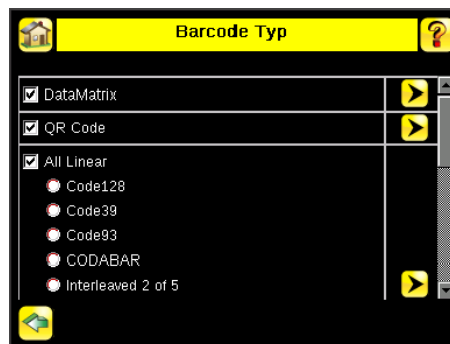 Barcode Typ
DataMatrix
QR Code
All Linear
Code128
Code39
Code93
CODABAR
Interleaved 2 of 5